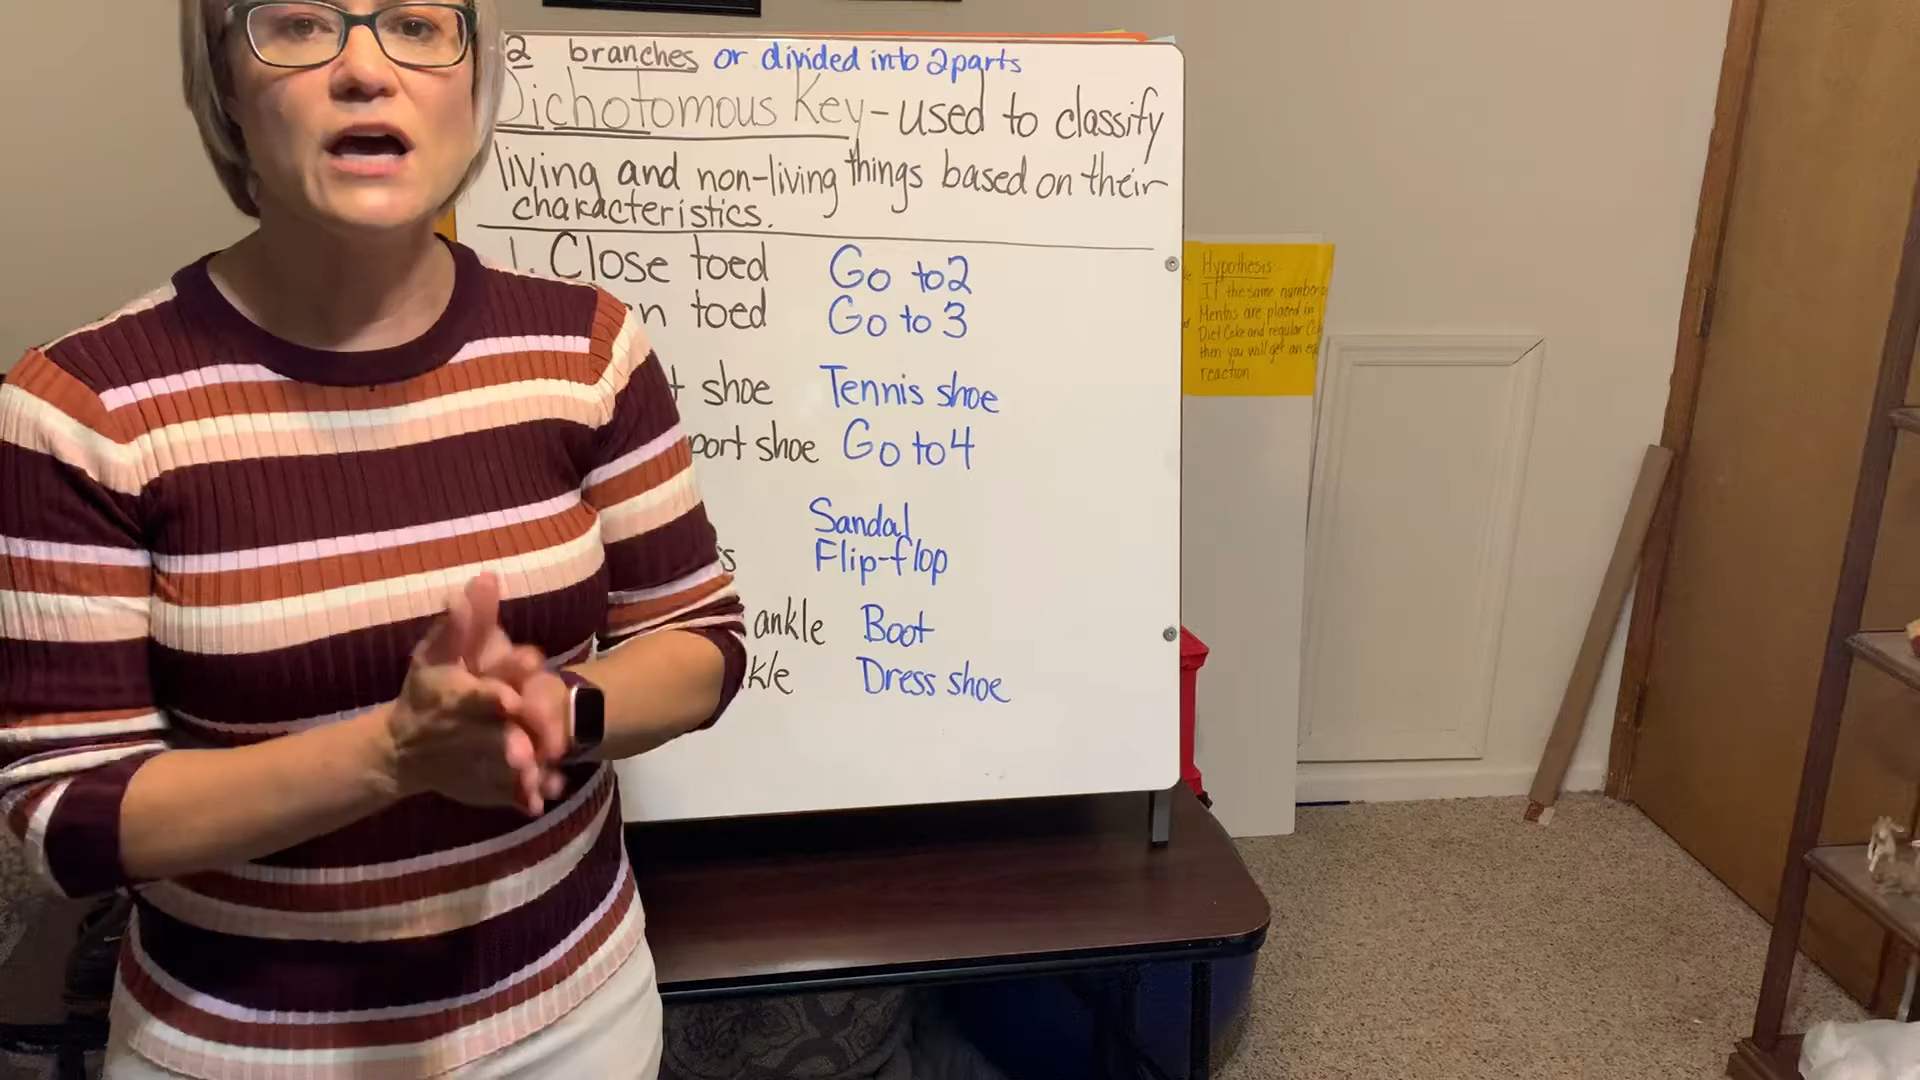 2 branches or divided into 2 parts
Dichotomous Key - used to classify
living and non-living things based on their
characteristics.
1. Close toed Go to 2
n toed Go to 3
t shoe Tennis shoe
port shoe Go to 4
Sandal
s Flip-flop
ankle Boot
kle Dress shoe
Hypothesis
If the same number
Mentos are placed in
Diet Coke and regular Co
then you will get an eq
reaction